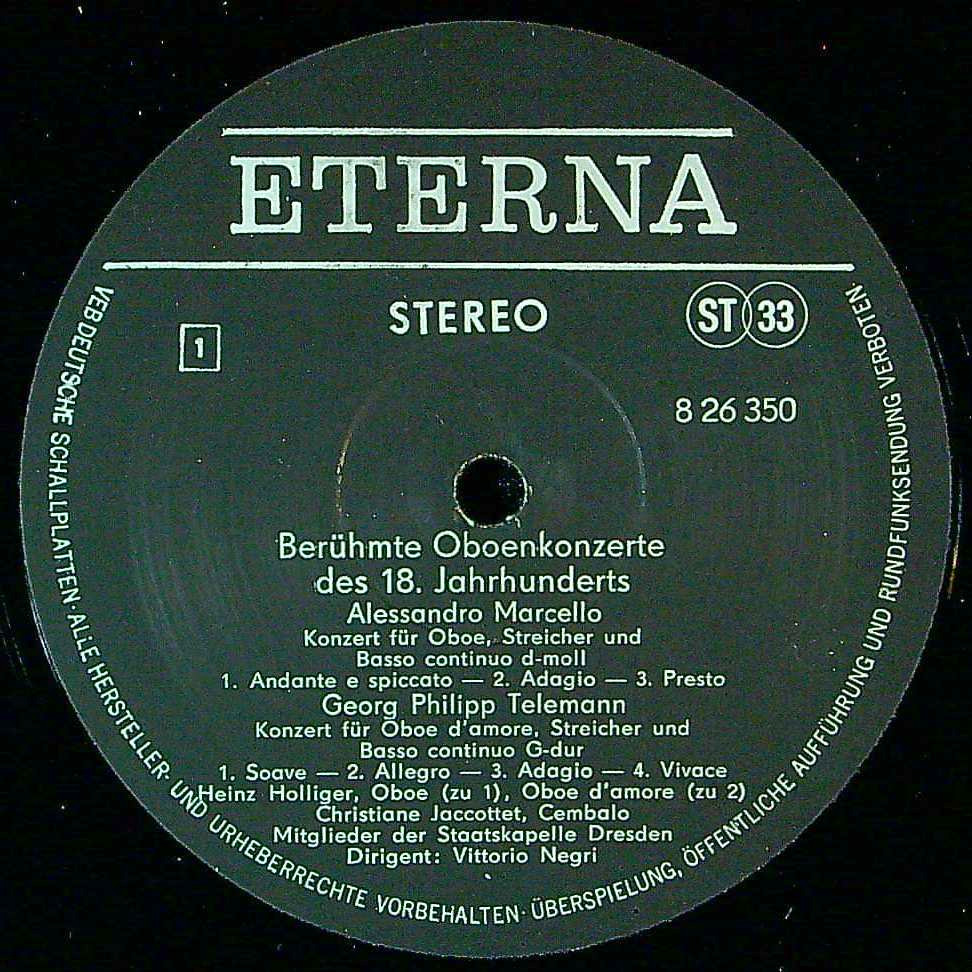 ETERNA
STEREO
ST 33
1
8 26 350
Berühmte Oboenkonzerte
des 18. Jahrhunderts
Alessandro Marcello
Konzert für Oboe, Streicher und
Basso continuo d-moll
1. Andante e spiccato — 2. Adagio — 3. Presto
Georg Philipp Telemann
Konzert für Oboe d'amore, Streicher und
Basso continuo G-dur
1. Soave — 2. Allegro — 3. Adagio — 4. Vivace
Heinz Holliger, Oboe (zu 1), Oboe d'amore (zu 2)
Christiane Jaccottet, Cembalo
Mitglieder der Staatskapelle Dresden
Dirigent: Vittorio Negri
VEB DEUTSCHE SCHALLPLATTEN · ALLE HERSTELLER- UND URHEBERRECHTE VORBEHALTEN · ÜBERSPIELUNG, ÖFFENTLICHE AUFFÜHRUNG UND RUNDFUNKSENDUNG VERBOTEN ·